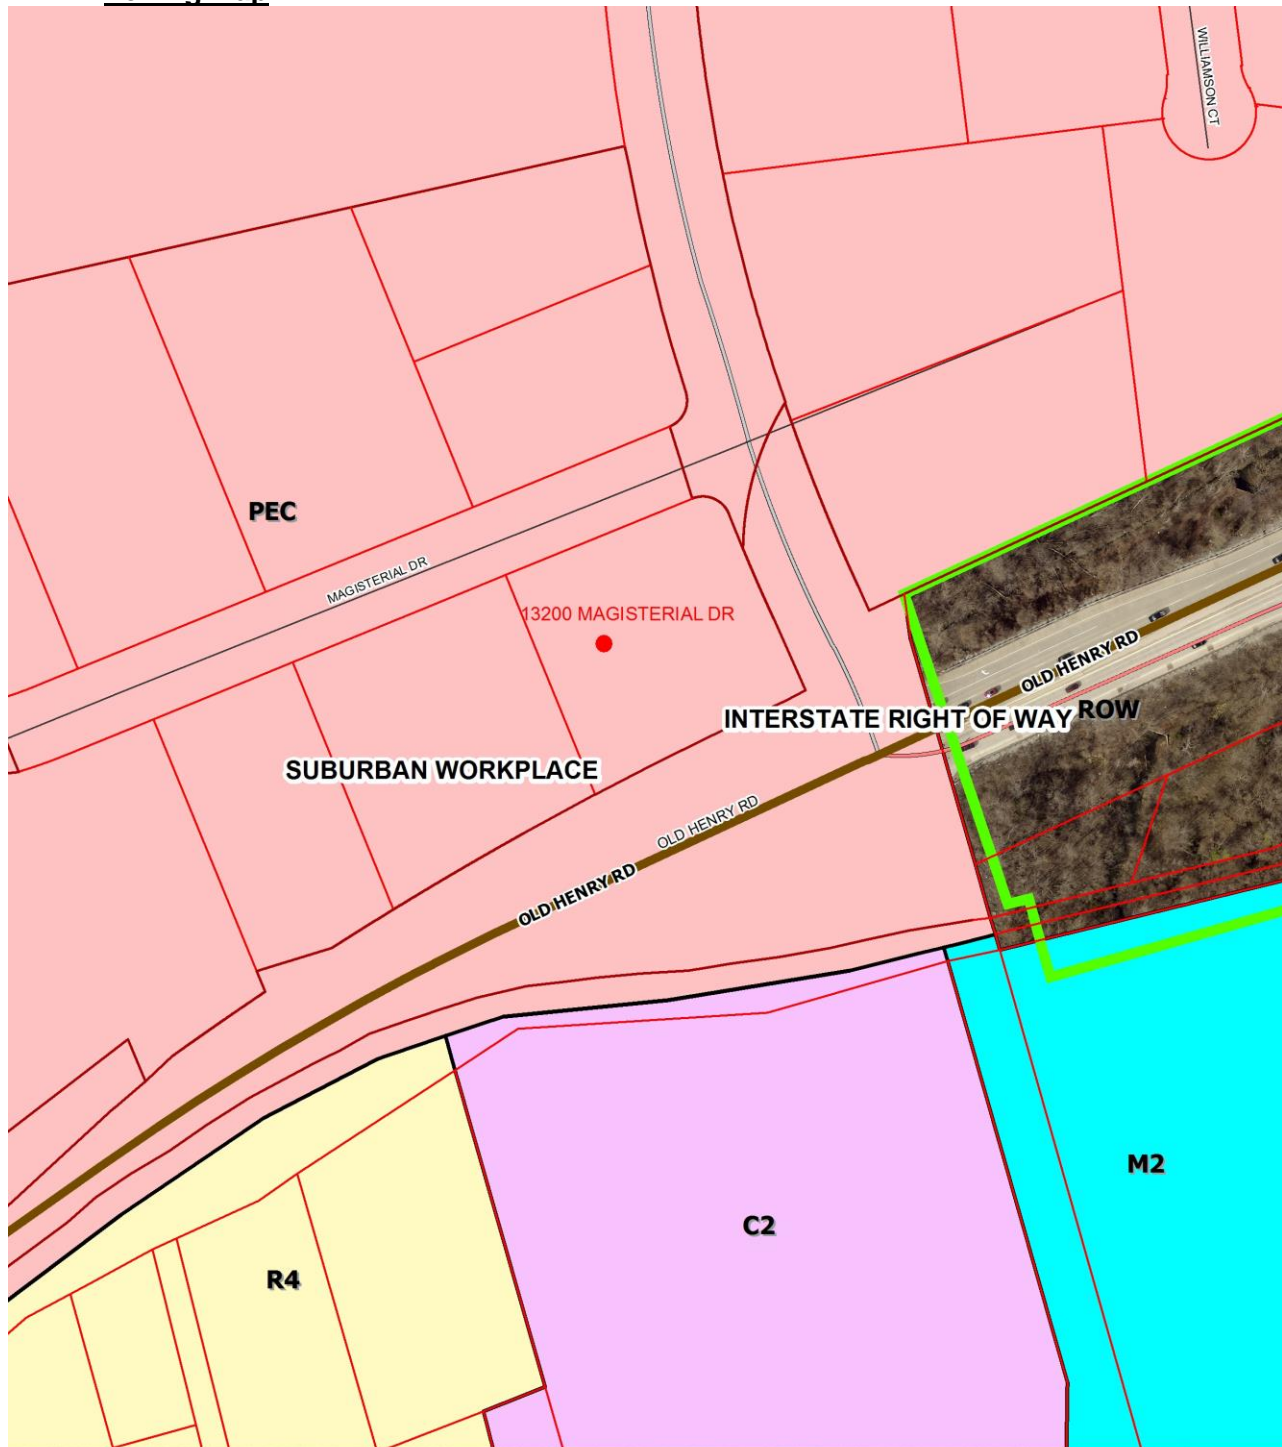 WILLIAMSON CT
PEC
MAGISTERIAL DR
13200 MAGISTERIAL DR
OLD HENRY RD
INTERSTATE RIGHT OF WAY
ROW
SUBURBAN WORKPLACE
OLD HENRY RD
OLD HENRY RD
M2
C2
R4